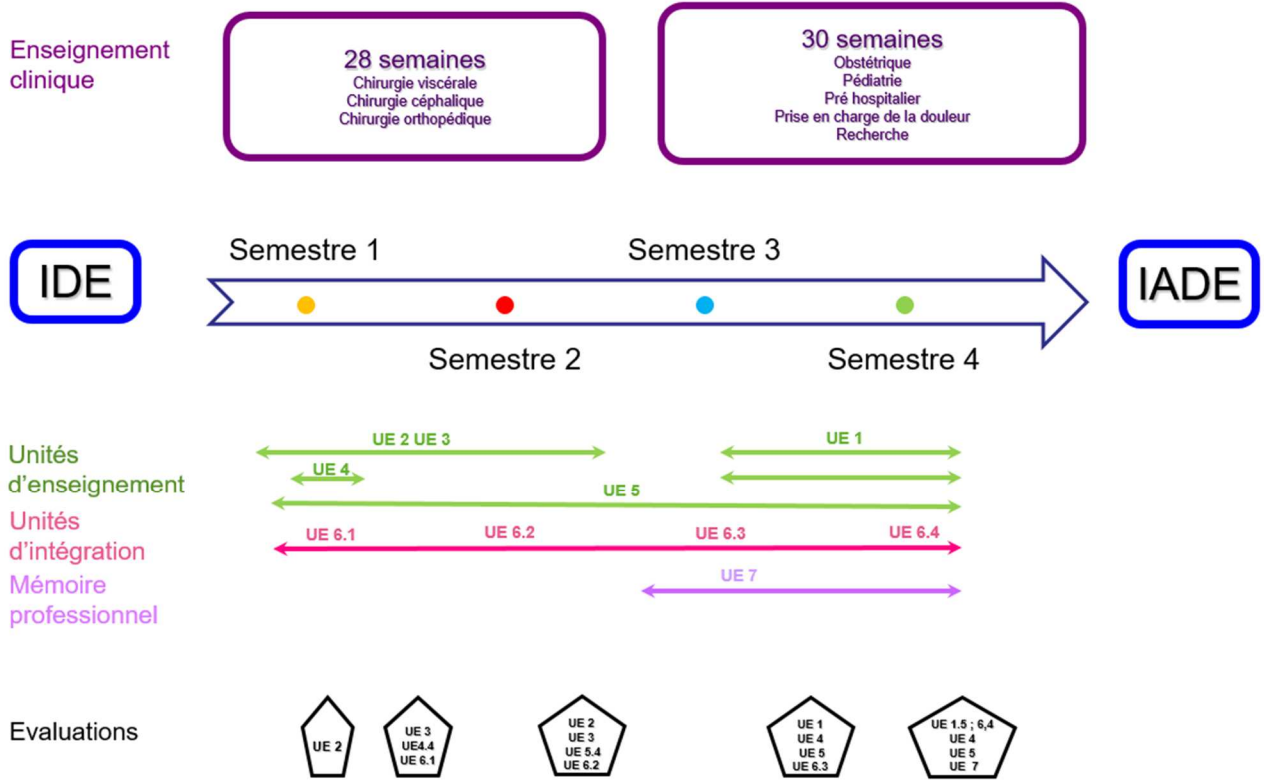 Enseignement
clinique
28 semaines
Chirurgie viscérale
Chirurgie céphalique
Chirurgie orthopédique
30 semaines
Obstétrique
Pédiatrie
Pré hospitalier
Prise en charge de la douleur
Recherche
IDE
Semestre 1
Semestre 3
IADE
Semestre 2
Semestre 4
Unités
d'enseignement
UE 2 UE 3
UE 1
UE 4
UE 5
Unités
d'intégration
UE 6.1
UE 6.2
UE 6.3
UE 6.4
Mémoire
professionnel
UE 7
Evaluations
UE 2
UE 3
UE4.4
UE 6.1
UE 2
UE 3
UE 5.4
UE 6.2
UE 1
UE 4
UE 5
UE 6.3
UE 1.5 ; 6,4
UE 4
UE 5
UE 7